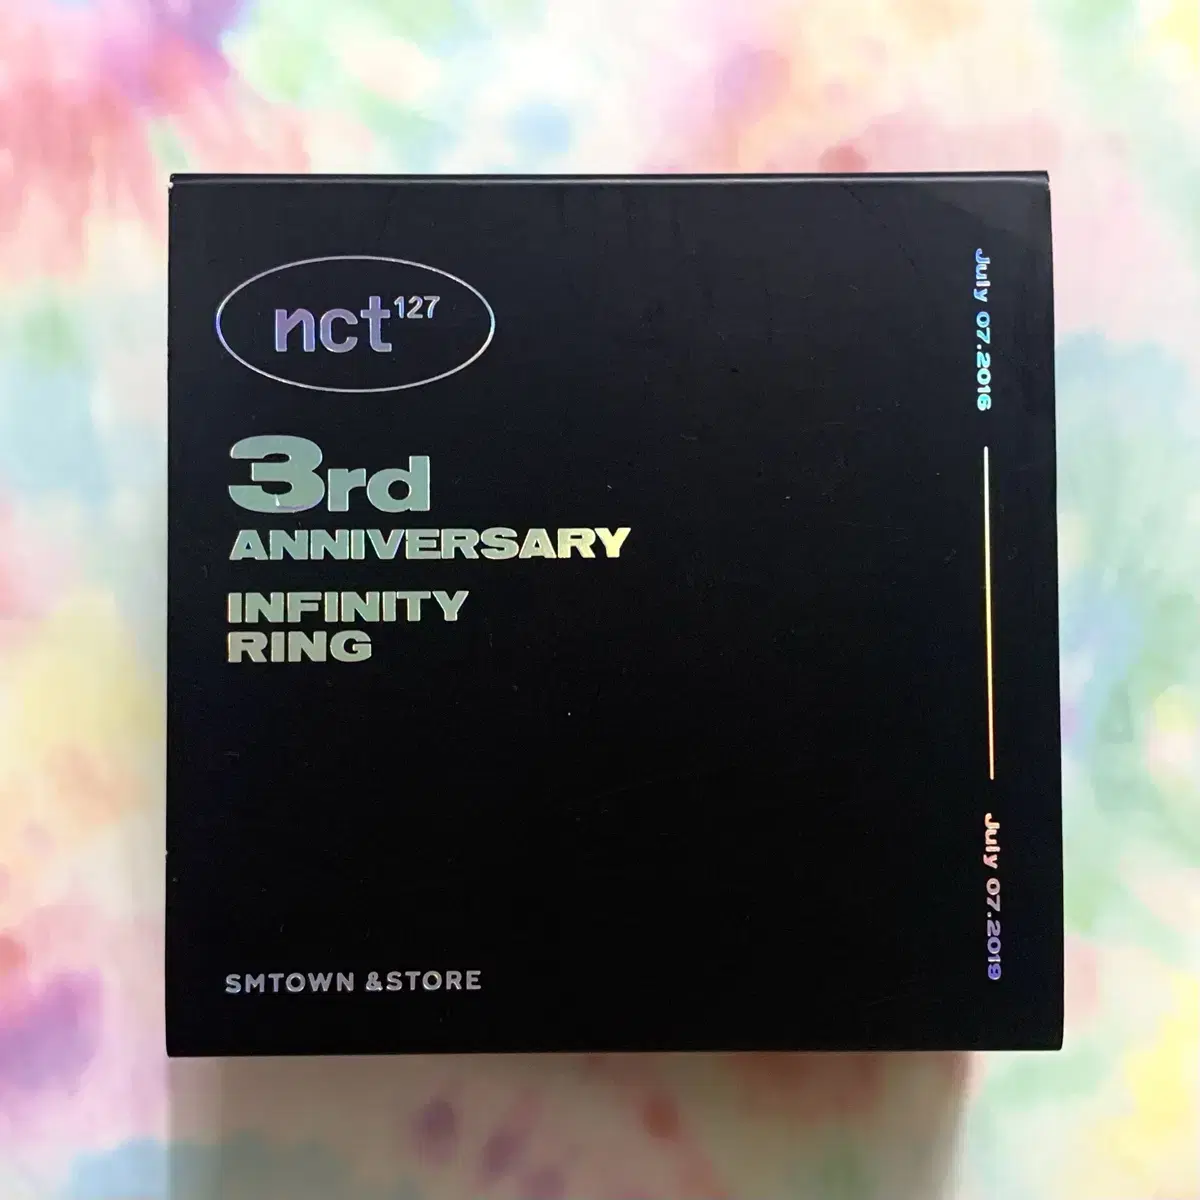 nct127
3rd
ANNIVERSARY
INFINITY
RING
SMTOWN &STORE
July 07.2016
July 07.2019